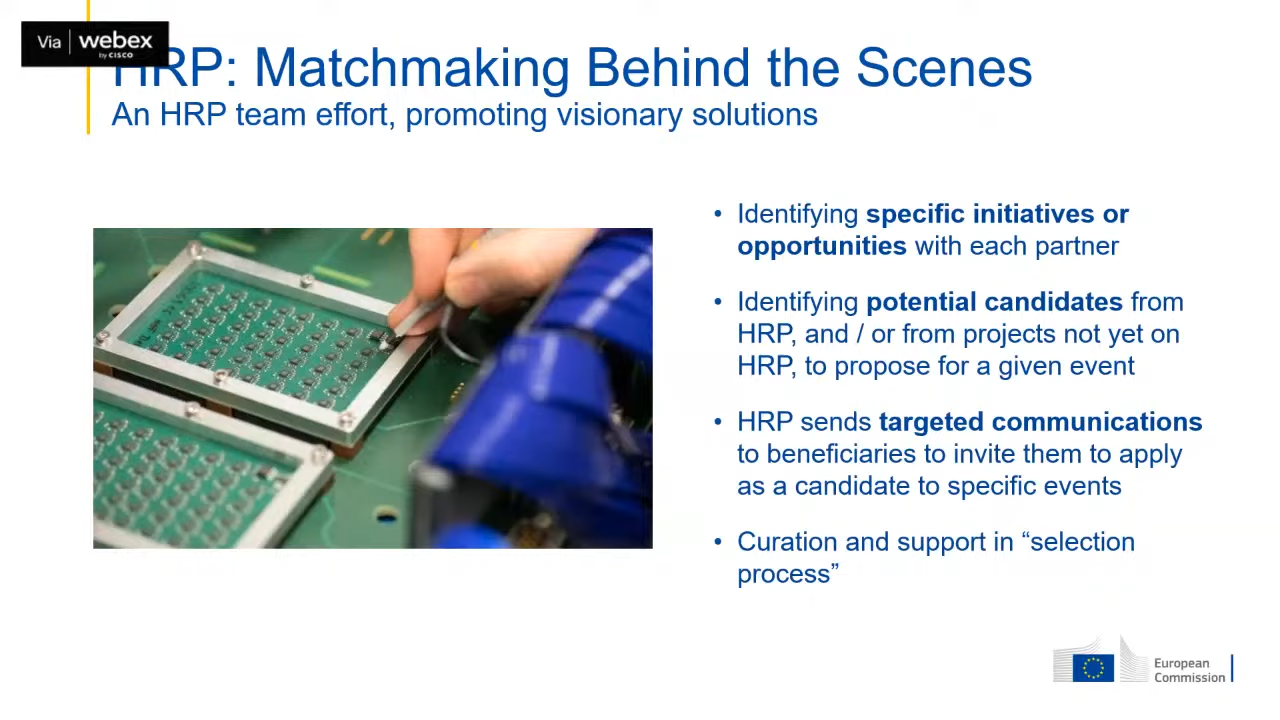 Via webex
by CISCO
HRP: Matchmaking Behind the Scenes
An HRP team effort, promoting visionary solutions
• Identifying specific initiatives or
opportunities with each partner
• Identifying potential candidates from
HRP, and / or from projects not yet on
HRP, to propose for a given event
• HRP sends targeted communications
to beneficiaries to invite them to apply
as a candidate to specific events
• Curation and support in “selection
process”
European
Commission